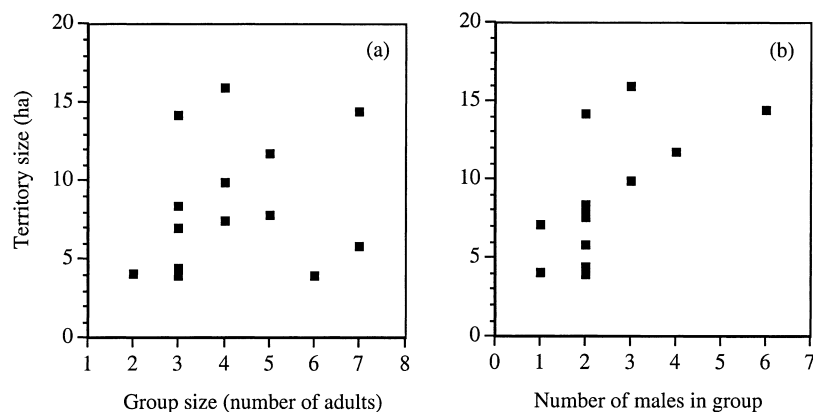 20
15
10
5
0
Territory size (ha)
(a)
1 2 3 4 5 6 7 8
Group size (number of adults)
20
15
10
5
0
(b)
0 1 2 3 4 5 6 7
Number of males in group